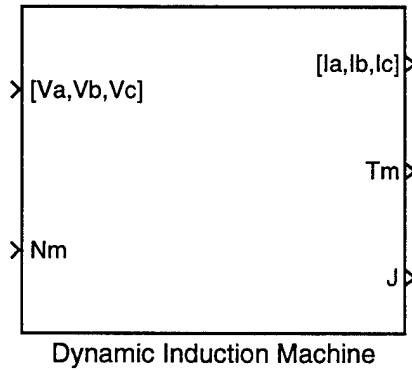 [Va,Vb,Vc]
[Ia,Ib,Ic]
Tm
Nm
J
Dynamic Induction Machine